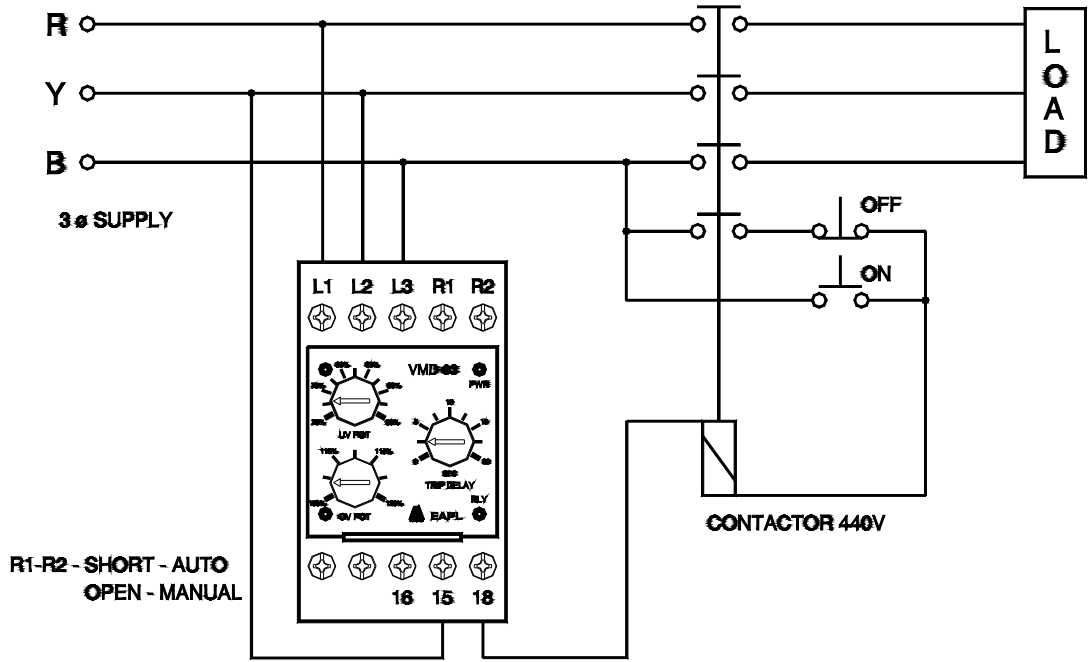 R
Y
B
3 ø SUPPLY
LOAD
OFF
ON
L1 L2 L3 R1 R2
PWR
UV POT
SEC
TRIP DELAY
OV POT
EAPL
RLY
CONTACTOR 440V
R1-R2 - SHORT - AUTO
OPEN - MANUAL
16 15 18